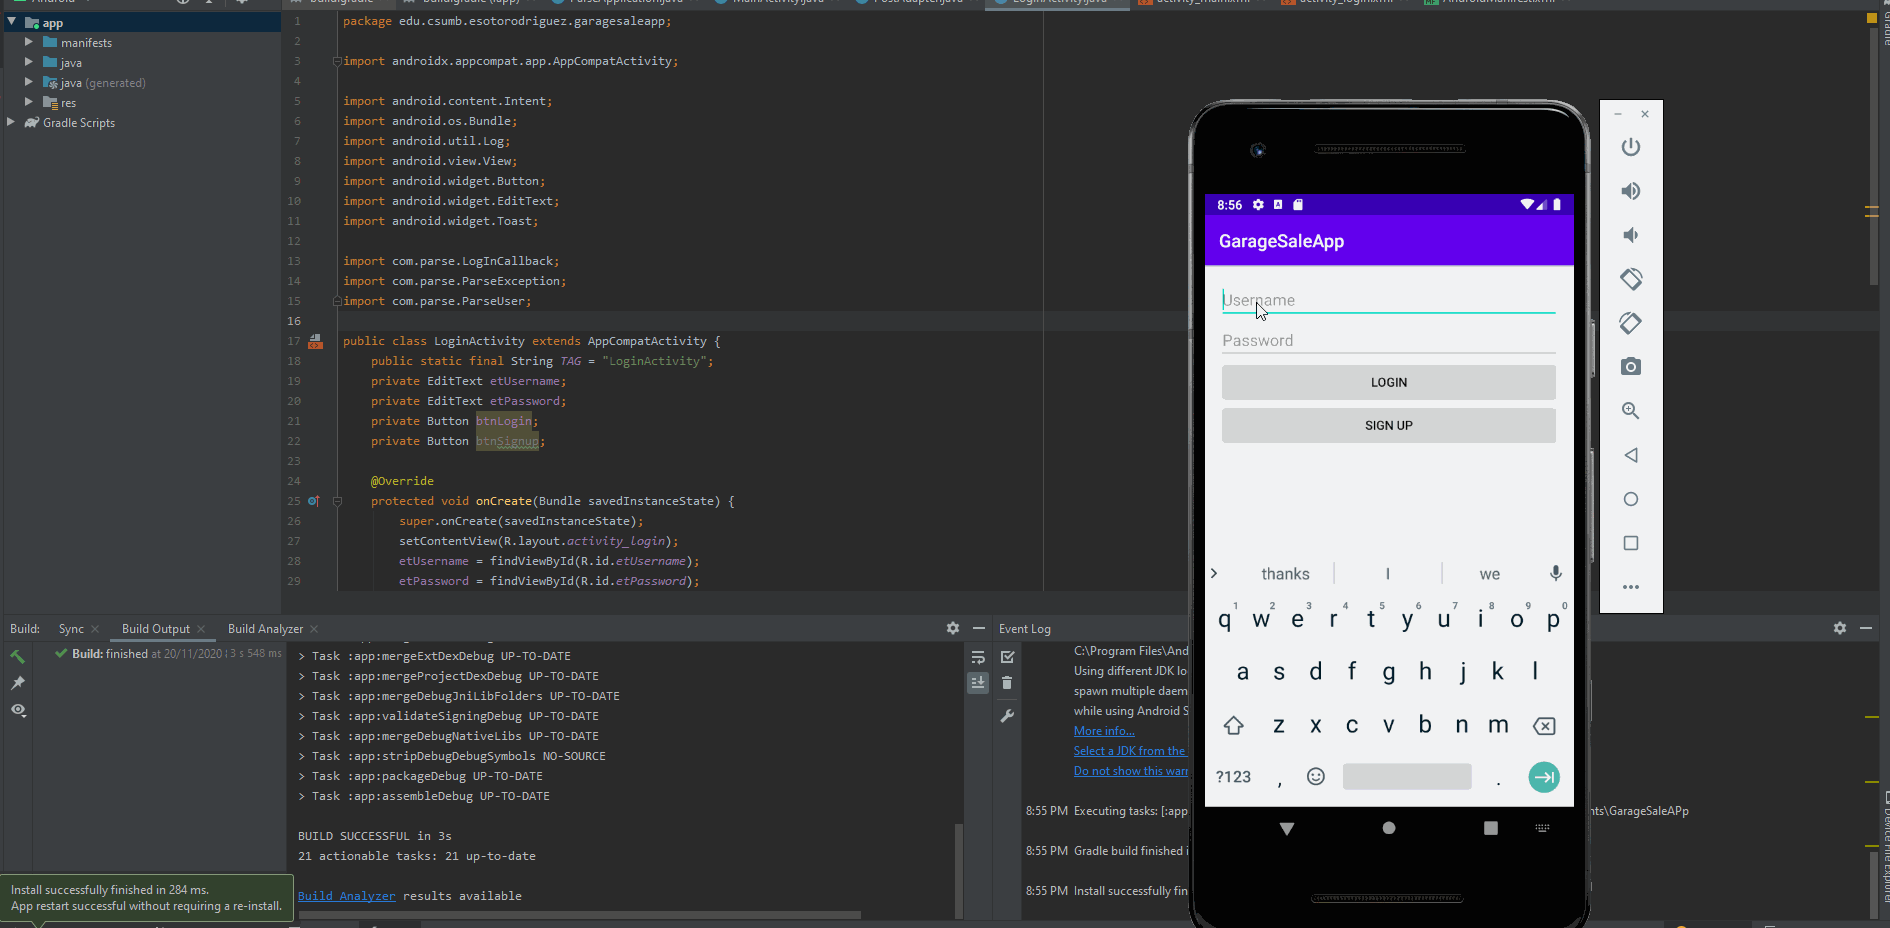 app
manifests
java
java (generated)
res
Gradle Scripts
1 package edu.csumb.esotorodriguez.garagesaleapp;
2
3 import androidx.appcompat.app.AppCompatActivity;
4
5 import android.content.Intent;
6 import android.os.Bundle;
7 import android.util.Log;
8 import android.view.View;
9 import android.widget.Button;
10 import android.widget.EditText;
11 import android.widget.Toast;
12
13 import com.parse.LogInCallback;
14 import com.parse.ParseException;
15 import com.parse.ParseUser;
16
17 public class LoginActivity extends AppCompatActivity {
18 public static final String TAG = "LoginActivity";
19 private EditText etUsername;
20 private EditText etPassword;
21 private Button btnLogin;
22 private Button btnSignup;
23
24 @Override
25 protected void onCreate(Bundle savedInstanceState) {
26 super.onCreate(savedInstanceState);
27 setContentView(R.layout.activity_login);
28 etUsername = findViewById(R.id.etUsername);
29 etPassword = findViewById(R.id.etPassword);
8:56
GarageSaleApp
Username
Password
LOGIN
SIGN UP
thanks I we
1 2 3 4 5 6 7 8 9 0
q w e r t y u i o p
a s d f g h j k l
z x c v b n m
?123 , .
Build: Sync Build Output Build Analyzer
Build: finished at 20/11/2020 3 s 548 ms
> Task :app:mergeExtDexDebug UP-TO-DATE
> Task :app:mergeProjectDexDebug UP-TO-DATE
> Task :app:mergeDebugJniLibFolders UP-TO-DATE
> Task :app:validateSigningDebug UP-TO-DATE
> Task :app:mergeDebugNativeLibs UP-TO-DATE
> Task :app:stripDebugDebugSymbols NO-SOURCE
> Task :app:packageDebug UP-TO-DATE
> Task :app:assembleDebug UP-TO-DATE
BUILD SUCCESSFUL in 3s
21 actionable tasks: 21 up-to-date
Build Analyzer results available
Install successfully finished in 284 ms.
App restart successful without requiring a re-install.
Event Log
C:\Program Files\And
Using different JDK lo
spawn multiple daem
while using Android S
More info...
Select a JDK from the
Do not show this warn
8:55 PM Executing tasks: [:app
ts\GarageSaleAPp
8:55 PM Gradle build finished i
8:55 PM Install successfully fin
Device File Explorer